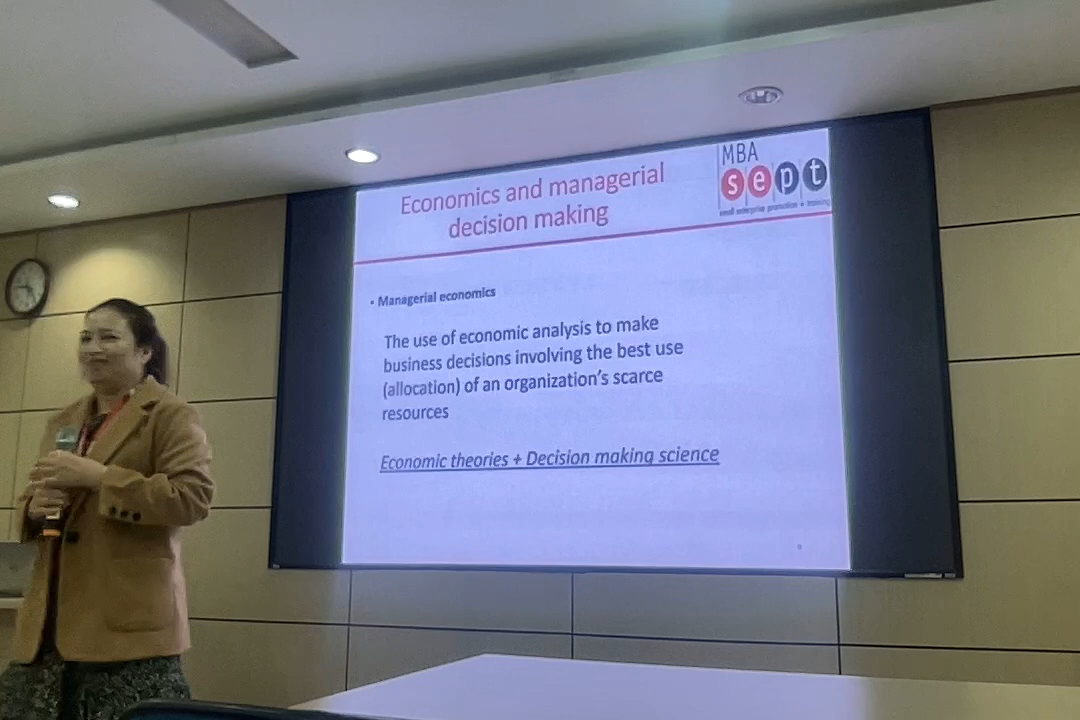 Economics and managerial
decision making
MBA
sept
small enterprise promotion + training
• Managerial economics
The use of economic analysis to make
business decisions involving the best use
(allocation) of an organization's scarce
resources
Economic theories + Decision making science